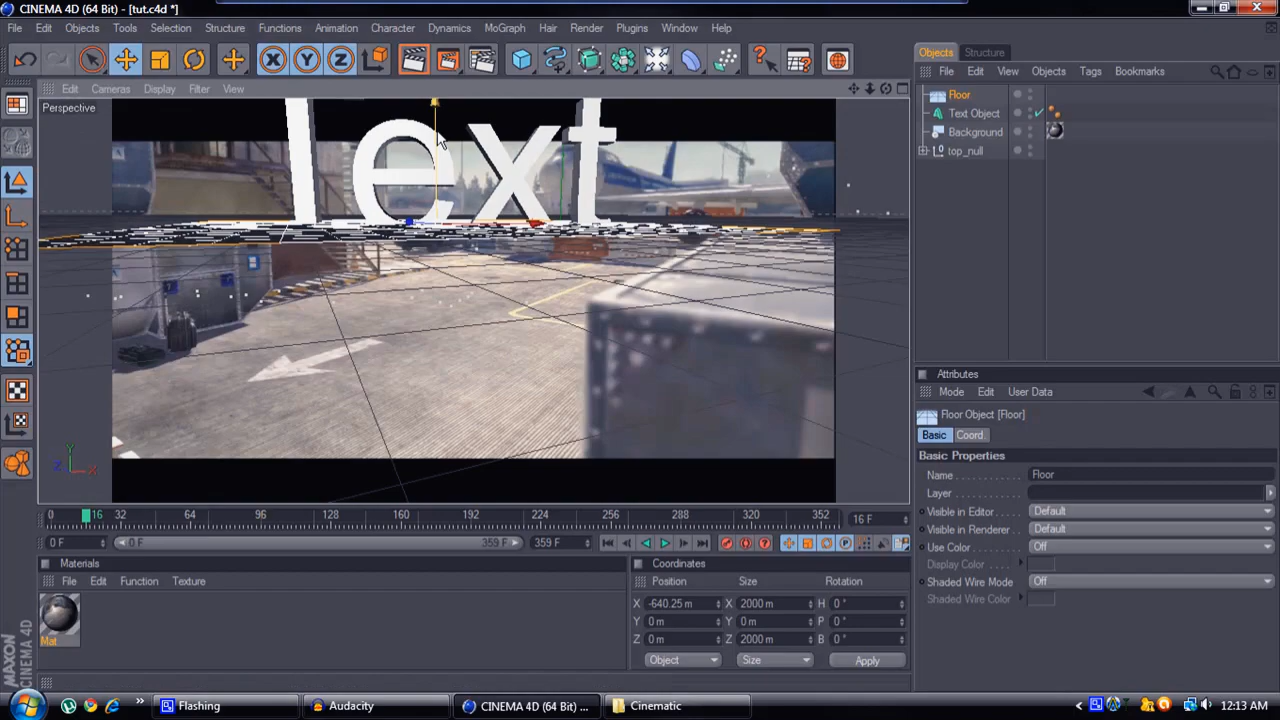 CINEMA 4D (64 Bit) - [tut.c4d *]
File Edit Objects Tools Selection Structure Functions Animation Character Dynamics MoGraph Hair Render Plugins Window Help
X Y Z
Objects Structure
File Edit View Objects Tags Bookmarks
Edit Cameras Display Filter View
Perspective
Text
Floor
Text Object
Background
top_null
Y
Z X
Attributes
Mode Edit User Data
Floor Object [Floor]
Basic Coord.
Basic Properties
Name Floor
Layer
Visible in Editor Default
Visible in Renderer Default
Use Color Off
Display Color
Shaded Wire Mode Off
Shaded Wire Color
0 16 32 64 96 128 160 192 224 256 288 320 352 16 F
0 F 0 F 359 F 359 F
Materials
File Edit Function Texture
Mat
Coordinates
Position Size Rotation
X -640.25 m X 2000 m H 0 °
Y 0 m Y 0 m P 0 °
Z 0 m Z 2000 m B 0 °
Object Size Apply
MAXON CINEMA 4D
Flashing Audacity CINEMA 4D (64 Bit) ... Cinematic 12:13 AM